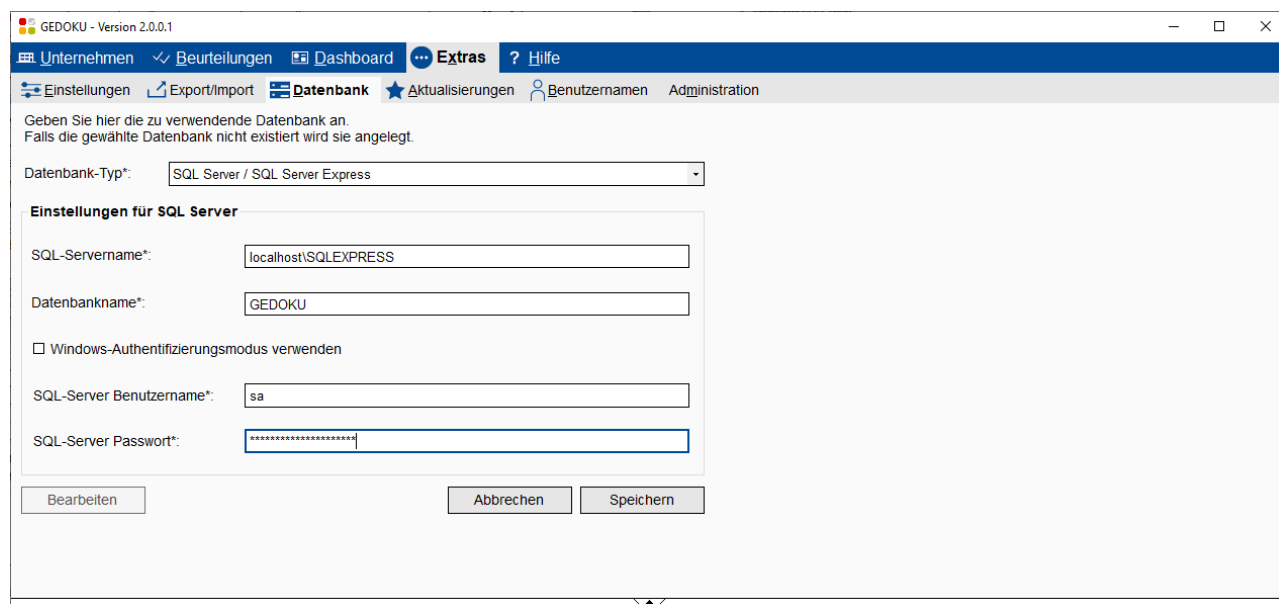 GEDOKU - Version 2.0.0.1
Unternehmen Beurteilungen Dashboard Extras ? Hilfe
Einstellungen Export/Import Datenbank Aktualisierungen Benutzernamen Administration
Geben Sie hier die zu verwendende Datenbank an.
Falls die gewählte Datenbank nicht existiert wird sie angelegt.
Datenbank-Typ*: SQL Server / SQL Server Express
Einstellungen für SQL Server
SQL-Servername*: localhost\SQLEXPRESS
Datenbankname*: GEDOKU
Windows-Authentifizierungsmodus verwenden
SQL-Server Benutzername*: sa
SQL-Server Passwort*: *********************
Bearbeiten Abbrechen Speichern